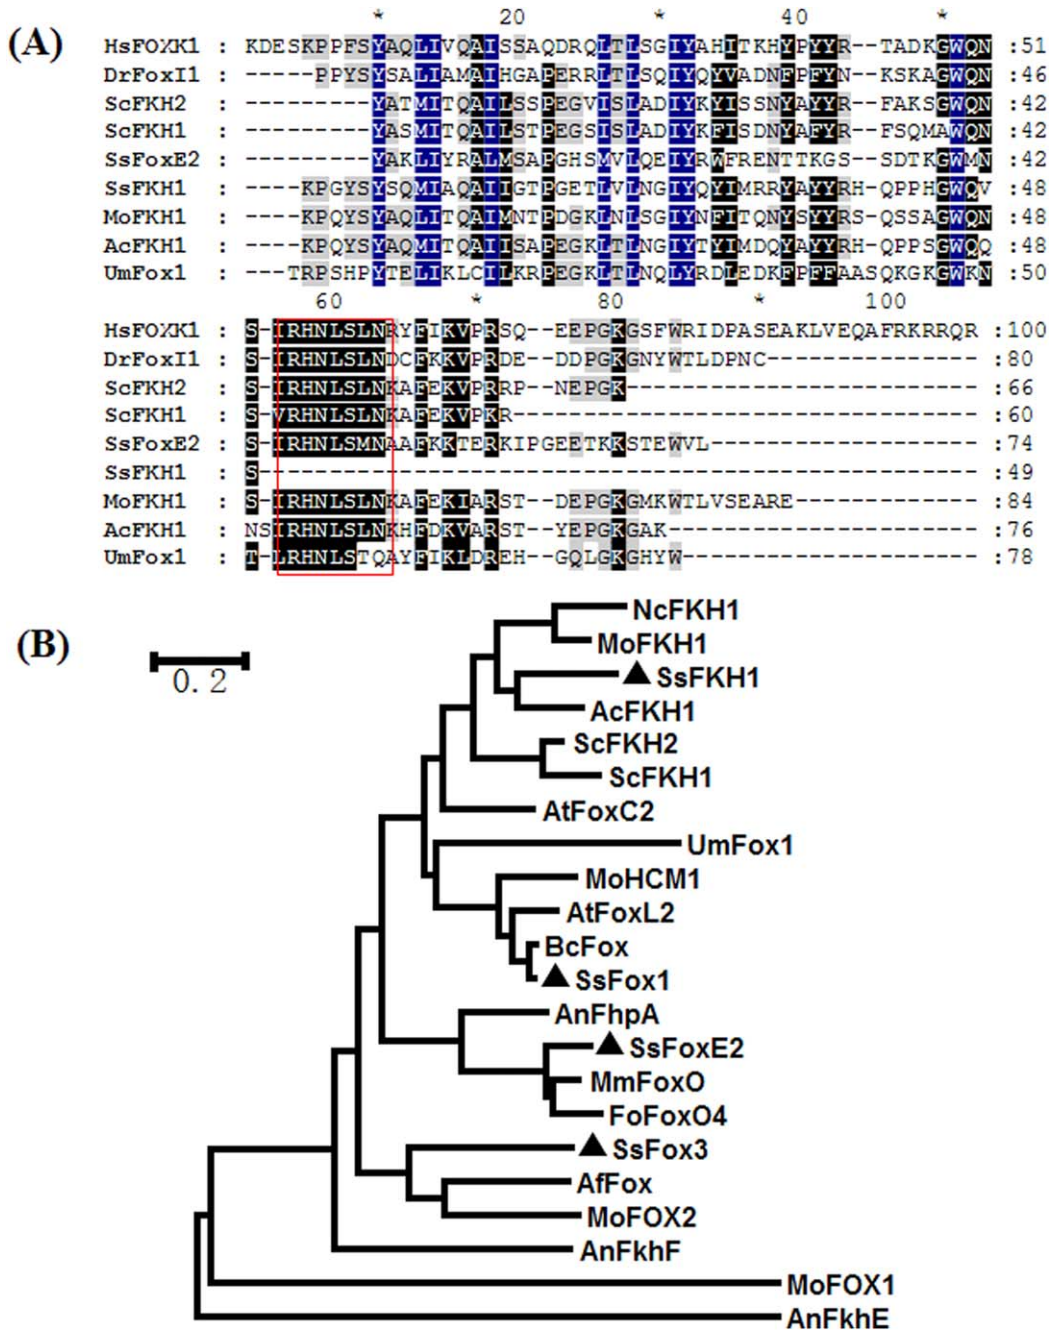 * 20 * 40 *
(A)
HsFOXK1 : KDESKPPFSYAQLIVQAISSAQDRQLTLSGIYAHITKHYPYYR--TADKGWQN :51
DrFoxI1 : -----PPYSYSALIAMAIHGAPERRLTLSQIYQYVADNFPFYN--KSKAGWQN :46
ScFKH2 : ---------YATMITQAILSSPEGVISLADIYKYISSNYAYYR--FAKSGWQN :42
ScFKH1 : ---------YASMITQAILSTPEGSISLADIYKFISDNYAFYR--FSQMAWQN :42
SsFoxE2 : ---------YAKLIYRALMSAPGHSMVLQEIYRWFRENTTKGS--SDTKGWMN :42
SsFKH1 : ----KPGYSYSQMIAQAIIGTPGETLVLNGIYQYIMRRYAYYRH-QPPHGWQV :48
MoFKH1 : ----KPQYSYAQLITQAIMNTPDGKLNLSGIYNFITQNYSYYRS-QSSAGWQN :48
AcFKH1 : ----KPQYSYAQMITQAIISAPEGKLTLNGIYTYIMDQYAYYRH-QPPSGWQQ :48
UmFox1 : ---TRPSHPYTELIKLCILKRPEGKLTLNQLYRDLEDKFPFFAASQKGKGWKN :50
60 * 80 * 100
HsFOXK1 : S-IRHNLSLNRYFIKVPRSQ--EEPGKGSFWRIDPASEAKLVEQAFRKRRQR :100
DrFoxI1 : S-IRHNLSLNDCFKKVPRDE--DDPGKGNYWTLDPNC--------------- :80
ScFKH2 : S-IRHNLSLNKAFEKVPRRP--NEPGK------------------------- :66
ScFKH1 : S-VRHNLSLNKAFEKVPKR--------------------------------- :60
SsFoxE2 : S-IRHNLSMNAAFKKTERKIPGEETKKSTEWVL------------------- :74
SsFKH1 : S--------------------------------------------------- :49
MoFKH1 : S-IRHNLSLNKAFEKIARST--DEPGKGMKWTLVSEARE------------- :84
AcFKH1 : NSIRHNLSLNKHFDKVARST--YEPGKGAK---------------------- :76
UmFox1 : T-LRHNLSTQAYFIKLDREH--GQLGKGHYW--------------------- :78
(B)
0.2
NcFKH1
MoFKH1
SsFKH1
AcFKH1
ScFKH2
ScFKH1
AtFoxC2
UmFox1
MoHCM1
AtFoxL2
BcFox
SsFox1
AnFhpA
SsFoxE2
MmFoxO
FoFoxO4
SsFox3
AfFox
MoFOX2
AnFkhF
MoFOX1
AnFkhE